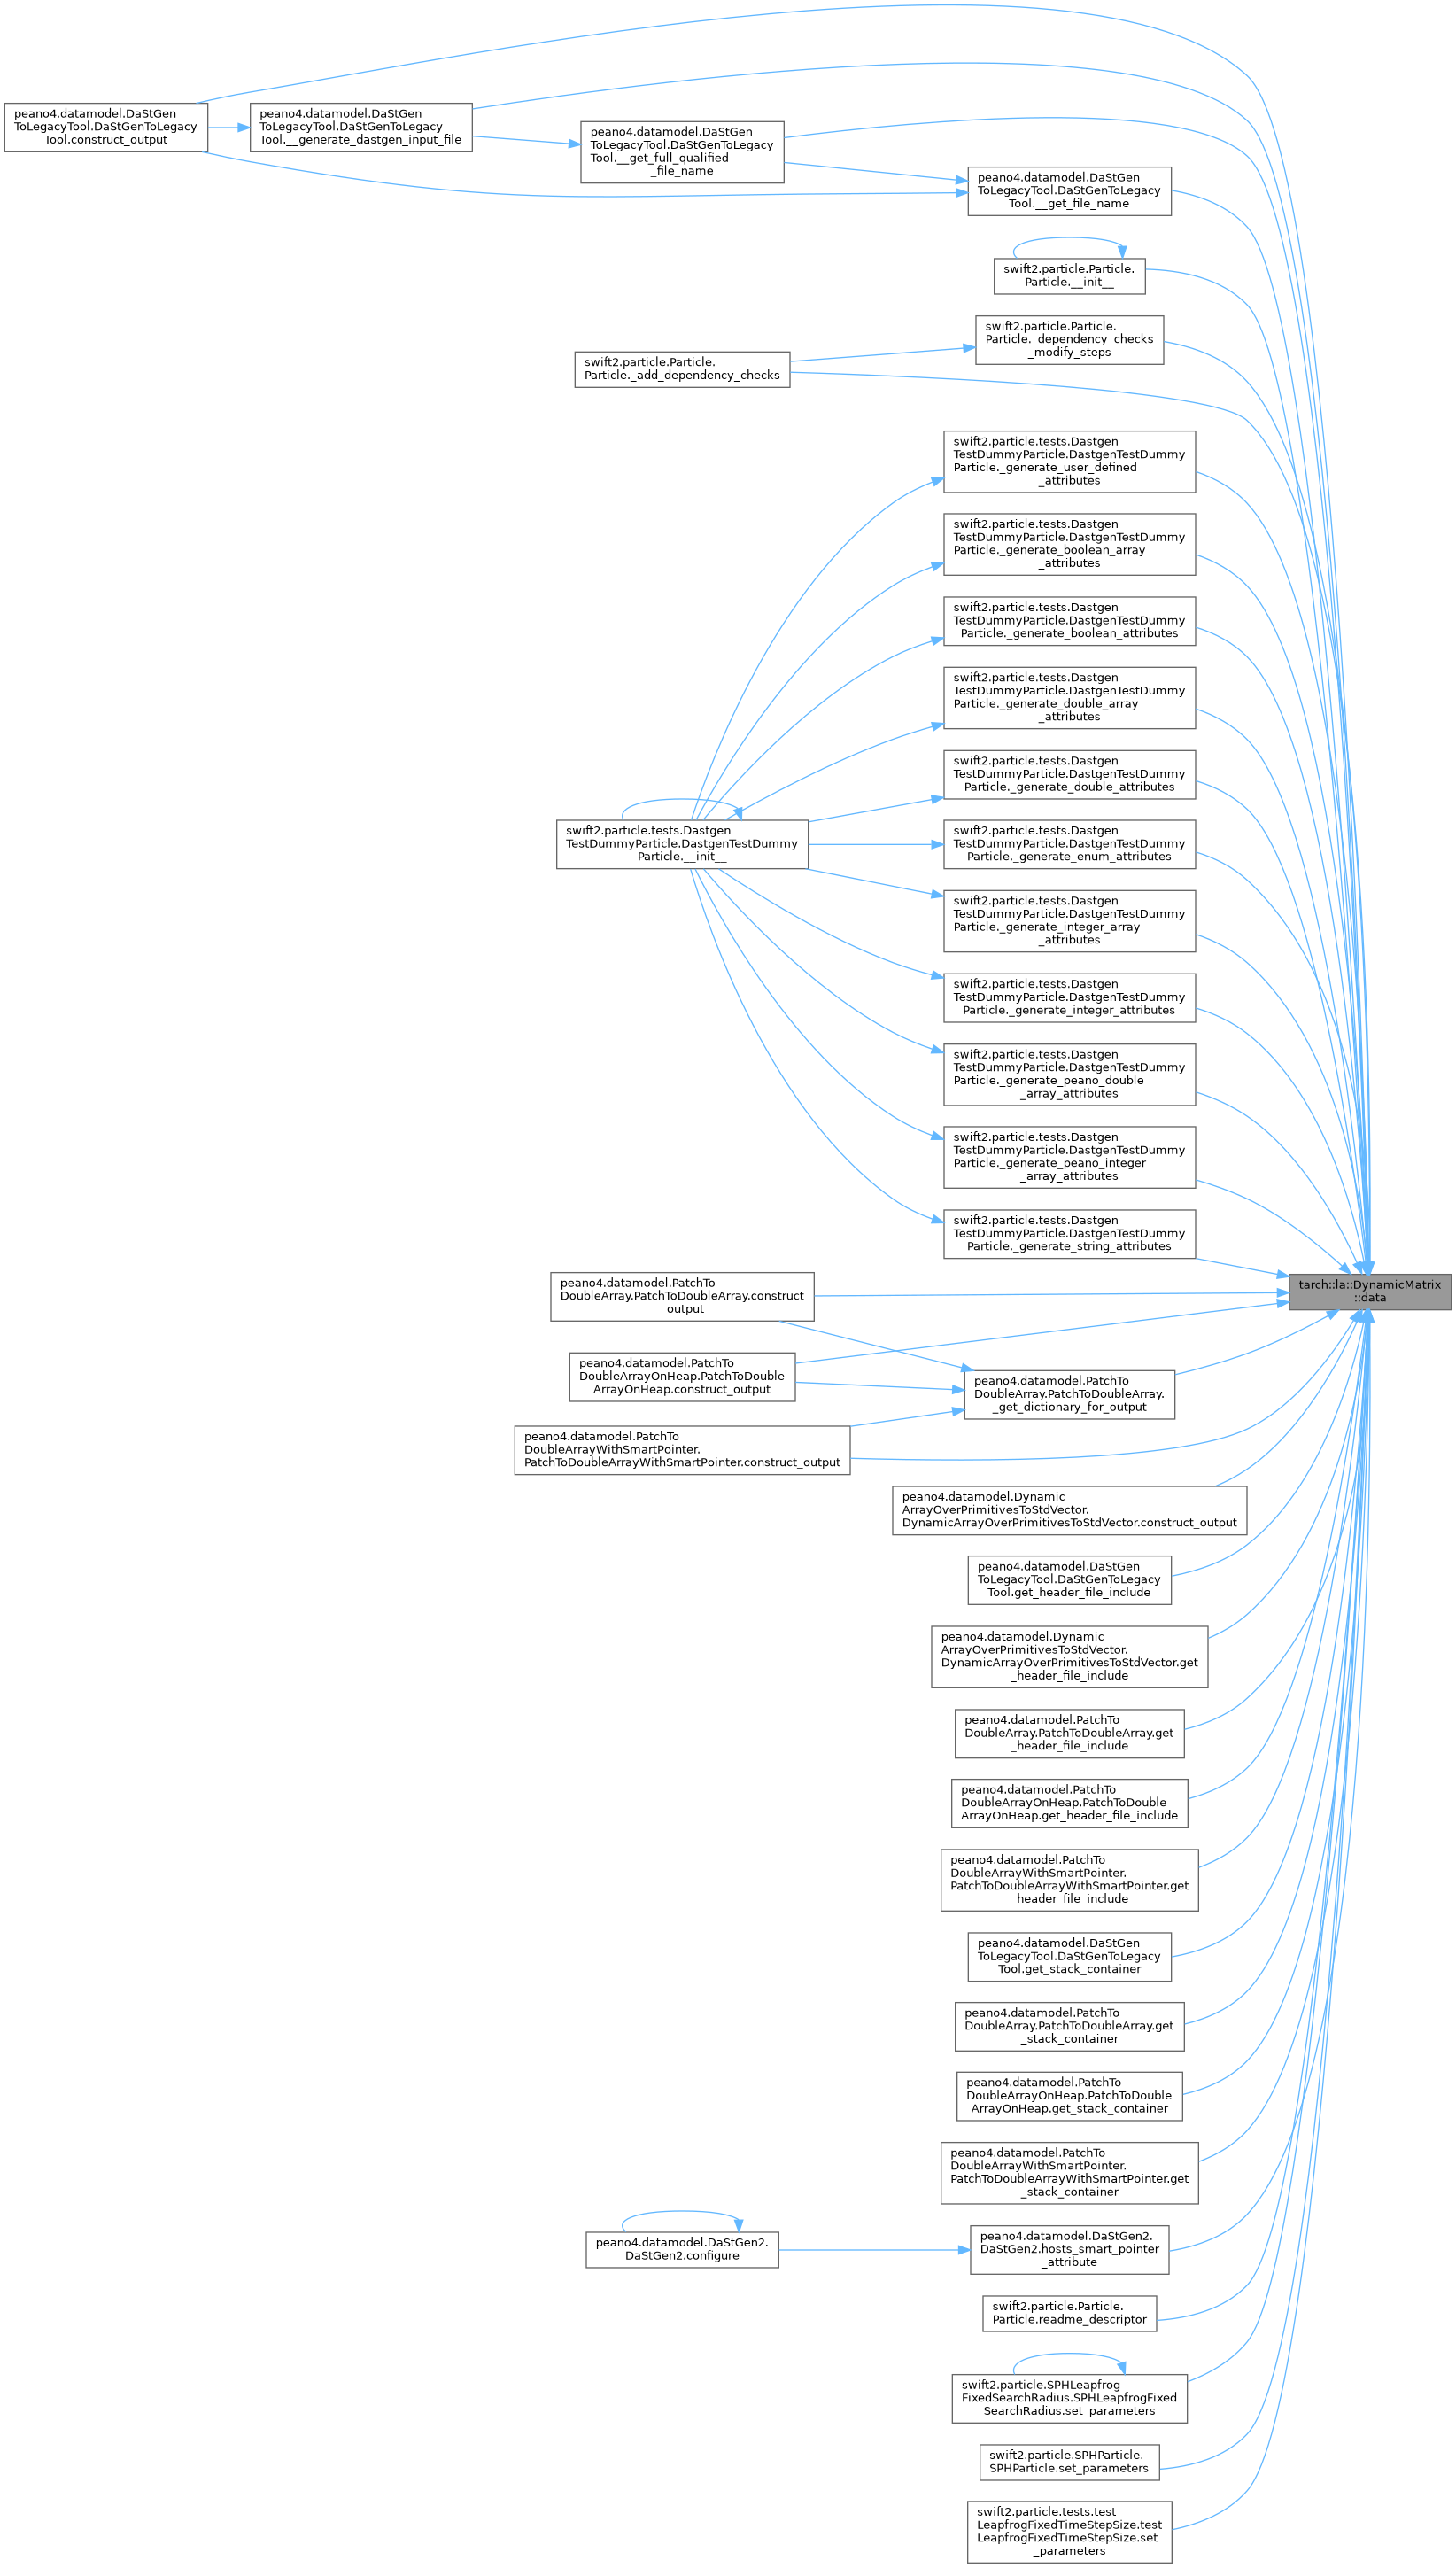 peano4.datamodel.DaStGen
ToLegacyTool.DaStGenToLegacy
Tool.construct_output
peano4.datamodel.DaStGen
ToLegacyTool.DaStGenToLegacy
Tool.__generate_dastgen_input_file
peano4.datamodel.DaStGen
ToLegacyTool.DaStGenToLegacy
Tool.__get_full_qualified
_file_name
peano4.datamodel.DaStGen
ToLegacyTool.DaStGenToLegacy
Tool.__get_file_name
swift2.particle.Particle.
Particle.__init__
swift2.particle.Particle.
Particle._dependency_checks
_modify_steps
swift2.particle.Particle.
Particle._add_dependency_checks
swift2.particle.tests.Dastgen
TestDummyParticle.DastgenTestDummy
Particle._generate_user_defined
_attributes
swift2.particle.tests.Dastgen
TestDummyParticle.DastgenTestDummy
Particle._generate_boolean_array
_attributes
swift2.particle.tests.Dastgen
TestDummyParticle.DastgenTestDummy
Particle._generate_boolean_attributes
swift2.particle.tests.Dastgen
TestDummyParticle.DastgenTestDummy
Particle._generate_double_array
_attributes
swift2.particle.tests.Dastgen
TestDummyParticle.DastgenTestDummy
Particle._generate_double_attributes
swift2.particle.tests.Dastgen
TestDummyParticle.DastgenTestDummy
Particle.__init__
swift2.particle.tests.Dastgen
TestDummyParticle.DastgenTestDummy
Particle._generate_enum_attributes
swift2.particle.tests.Dastgen
TestDummyParticle.DastgenTestDummy
Particle._generate_integer_array
_attributes
swift2.particle.tests.Dastgen
TestDummyParticle.DastgenTestDummy
Particle._generate_integer_attributes
swift2.particle.tests.Dastgen
TestDummyParticle.DastgenTestDummy
Particle._generate_peano_double
_array_attributes
swift2.particle.tests.Dastgen
TestDummyParticle.DastgenTestDummy
Particle._generate_peano_integer
_array_attributes
swift2.particle.tests.Dastgen
TestDummyParticle.DastgenTestDummy
Particle._generate_string_attributes
tarch::la::DynamicMatrix
::data
peano4.datamodel.PatchTo
DoubleArray.PatchToDoubleArray.construct
_output
peano4.datamodel.PatchTo
DoubleArrayOnHeap.PatchToDouble
ArrayOnHeap.construct_output
peano4.datamodel.PatchTo
DoubleArray.PatchToDoubleArray.
_get_dictionary_for_output
peano4.datamodel.PatchTo
DoubleArrayWithSmartPointer.
PatchToDoubleArrayWithSmartPointer.construct_output
peano4.datamodel.Dynamic
ArrayOverPrimitivesToStdVector.
DynamicArrayOverPrimitivesToStdVector.construct_output
peano4.datamodel.DaStGen
ToLegacyTool.DaStGenToLegacy
Tool.get_header_file_include
peano4.datamodel.Dynamic
ArrayOverPrimitivesToStdVector.
DynamicArrayOverPrimitivesToStdVector.get
_header_file_include
peano4.datamodel.PatchTo
DoubleArray.PatchToDoubleArray.get
_header_file_include
peano4.datamodel.PatchTo
DoubleArrayOnHeap.PatchToDouble
ArrayOnHeap.get_header_file_include
peano4.datamodel.PatchTo
DoubleArrayWithSmartPointer.
PatchToDoubleArrayWithSmartPointer.get
_header_file_include
peano4.datamodel.DaStGen
ToLegacyTool.DaStGenToLegacy
Tool.get_stack_container
peano4.datamodel.PatchTo
DoubleArray.PatchToDoubleArray.get
_stack_container
peano4.datamodel.PatchTo
DoubleArrayOnHeap.PatchToDouble
ArrayOnHeap.get_stack_container
peano4.datamodel.PatchTo
DoubleArrayWithSmartPointer.
PatchToDoubleArrayWithSmartPointer.get
_stack_container
peano4.datamodel.DaStGen2.
DaStGen2.configure
peano4.datamodel.DaStGen2.
DaStGen2.hosts_smart_pointer
_attribute
swift2.particle.Particle.
Particle.readme_descriptor
swift2.particle.SPHLeapfrog
FixedSearchRadius.SPHLeapfrogFixed
SearchRadius.set_parameters
swift2.particle.SPHParticle.
SPHParticle.set_parameters
swift2.particle.tests.test
LeapfrogFixedTimeStepSize.test
LeapfrogFixedTimeStepSize.set
_parameters